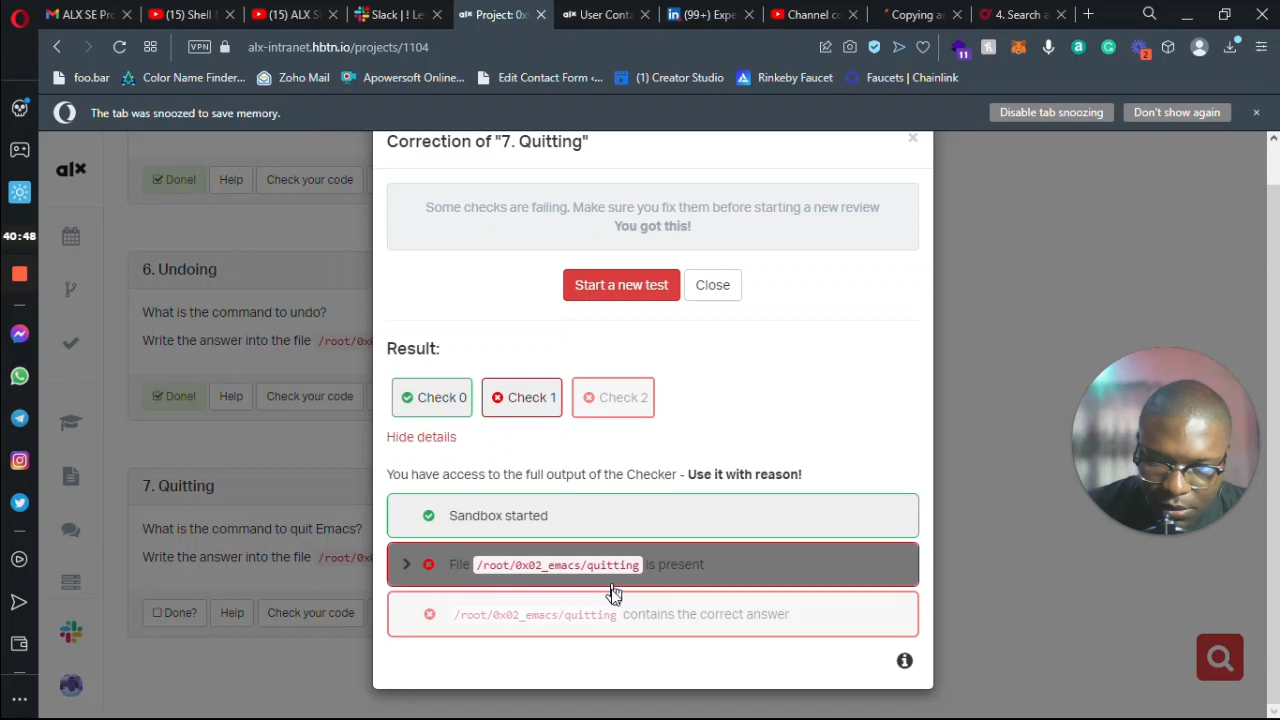 ALX SE Pr
(15) Shell
(15) ALX S
Slack | ! Le
Project: 0x
User Conta
(99+) Expe
Channel co
Copying ar
4. Search a
VPN
alx-intranet.hbtn.io/projects/1104
11
2
foo.bar
Color Name Finder...
Zoho Mail
Apowersoft Online...
Edit Contact Form ‹...
(1) Creator Studio
Rinkeby Faucet
Faucets | Chainlink
The tab was snoozed to save memory.
Disable tab snoozing
Don't show again
alx
Correction of "7. Quitting"
Some checks are failing. Make sure you fix them before starting a new review
You got this!
Start a new test
Close
Result:
Check 0
Check 1
Check 2
Hide details
You have access to the full output of the Checker - Use it with reason!
Sandbox started
File /root/0x02_emacs/quitting is present
/root/0x02_emacs/quitting contains the correct answer
Done!
Help
Check your code
40:48
6. Undoing
What is the command to undo?
Write the answer into the file /root/0x0
Done!
Help
Check your code
7. Quitting
What is the command to quit Emacs?
Write the answer into the file /root/0x0
Done?
Help
Check your code